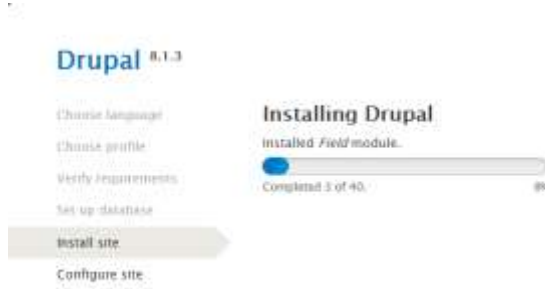 Drupal 8.1.3
Choose language
Choose profile
Verify requirements
Set up database
Install site
Configure site
Installing Drupal
Installed Field module.
Completed 3 of 40.